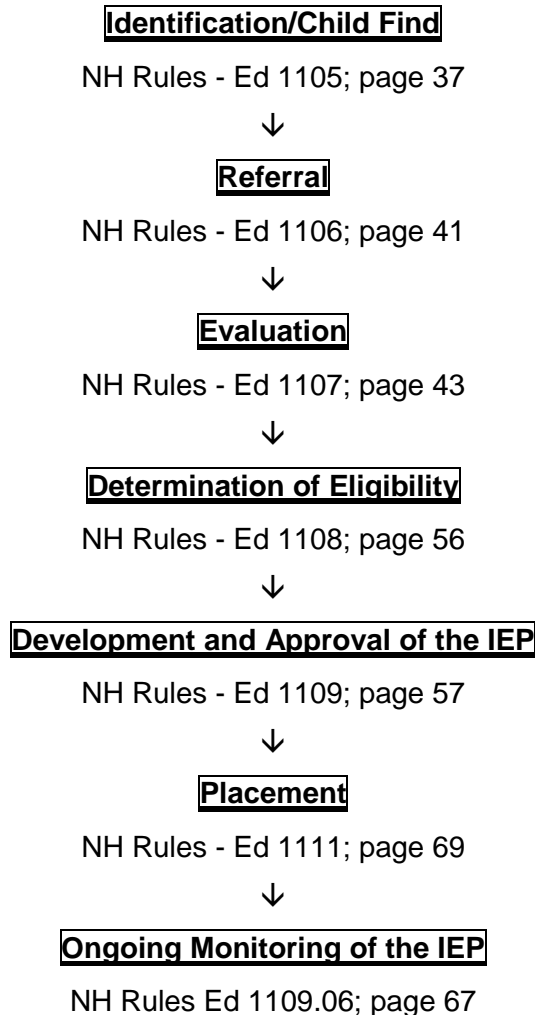 Identification/Child Find
NH Rules - Ed 1105; page 37
↓
Referral
NH Rules - Ed 1106; page 41
↓
Evaluation
NH Rules - Ed 1107; page 43
↓
Determination of Eligibility
NH Rules - Ed 1108; page 56
↓
Development and Approval of the IEP
NH Rules - Ed 1109; page 57
↓
Placement
NH Rules - Ed 1111; page 69
↓
Ongoing Monitoring of the IEP
NH Rules Ed 1109.06; page 67